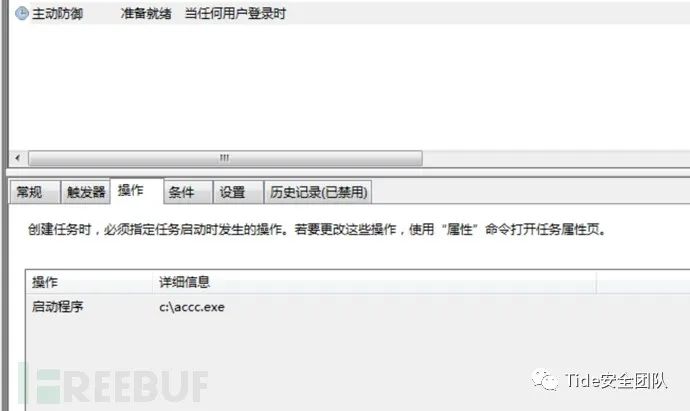 主动防御 准备就绪 当任何用户登录时
常规 触发器 操作 条件 设置 历史记录(已禁用)
创建任务时，必须指定任务启动时发生的操作。若要更改这些操作，使用“属性”命令打开任务属性页。
操作 详细信息
启动程序 c:\accc.exe
FREEBUF
Tide安全团队